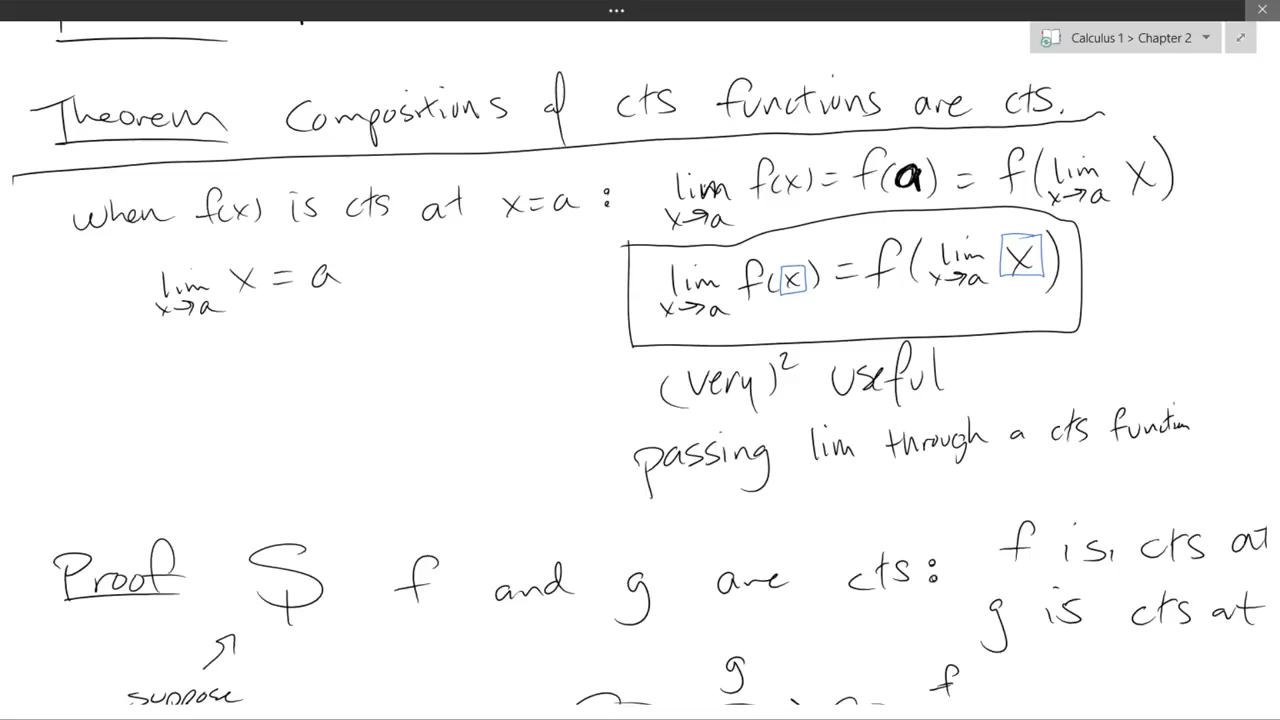 Calculus 1 > Chapter 2
Theorem Compositions of cts functions are cts.
when f(x) is cts at x=a : lim x→a f(x) = f(a) = f(lim x→a x)
lim x→a x = a
lim x→a f(x) = f(lim x→a x)
(very)² useful
passing lim through a cts function
Proof $ f and g are cts: f is cts at
g is cts at
suppose
g
f